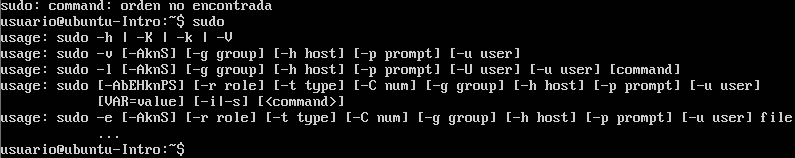 sudo: command: orden no encontrada
usuario@ubuntu-Intro:~$ sudo
usage: sudo -h | -K | -k | -V
usage: sudo -v [-AknS] [-g group] [-h host] [-p prompt] [-u user]
usage: sudo -l [-AknS] [-g group] [-h host] [-p prompt] [-U user] [-u user] [command]
usage: sudo [-AbEHknPS] [-r role] [-t type] [-C num] [-g group] [-h host] [-p prompt] [-u user]
[VAR=value] [-i|-s] [<command>]
usage: sudo -e [-AknS] [-r role] [-t type] [-C num] [-g group] [-h host] [-p prompt] [-u user] file
...
usuario@ubuntu-Intro:~$